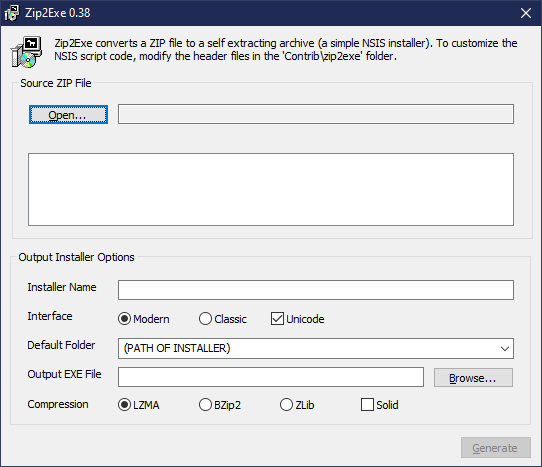 Zip2Exe 0.38
Zip2Exe converts a ZIP file to a self extracting archive (a simple NSIS installer). To customize the
NSIS script code, modify the header files in the 'Contrib\zip2exe' folder.
Source ZIP File
Open...
Output Installer Options
Installer Name
Interface Modern Classic Unicode
Default Folder (PATH OF INSTALLER)
Output EXE File Browse...
Compression LZMA BZip2 ZLib Solid
Generate